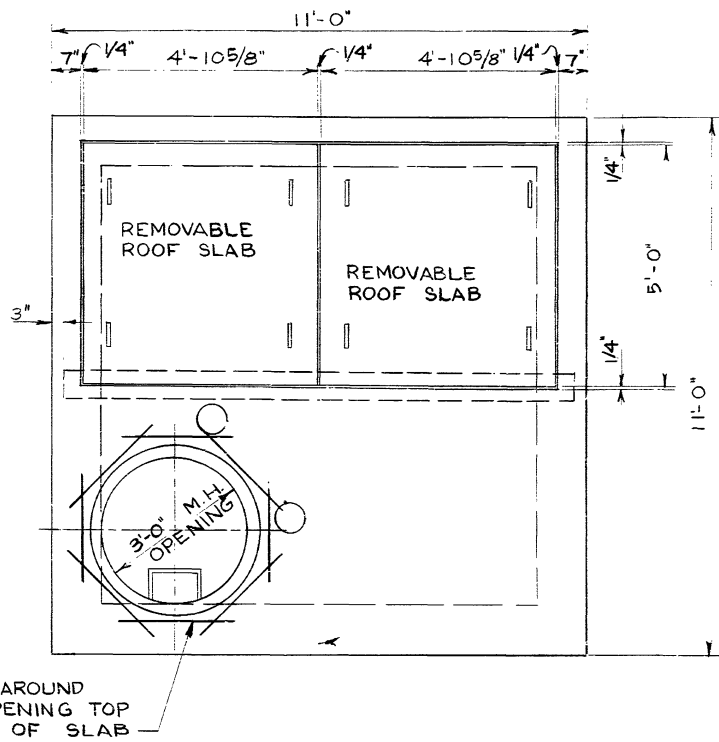 11'-0"
7" 1/4" 4'-10 5/8" 1/4" 4'-10 5/8" 1/4" 7"
1/4"
REMOVABLE
ROOF SLAB
REMOVABLE
ROOF SLAB
5'-0"
3"
1/4"
11'-0"
3'-0" M.H.
OPENING
AROUND
PENING TOP
OF SLAB